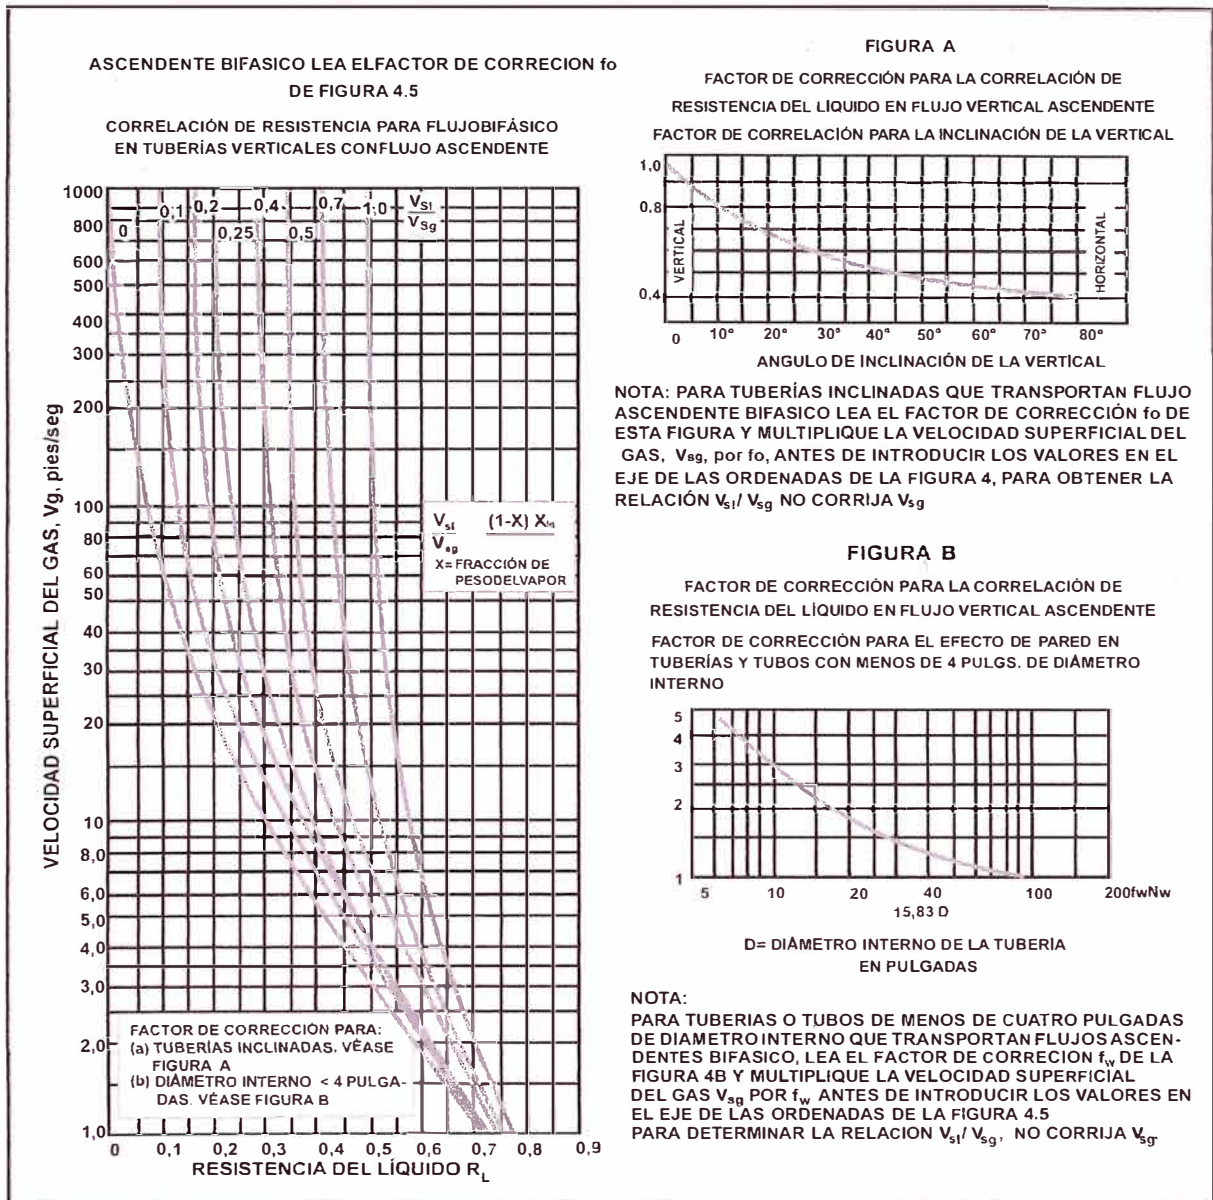 ASCENDENTE BIFASICO LEA ELFACTOR DE CORRECION fo
DE FIGURA 4.5
CORRELACIÓN DE RESISTENCIA PARA FLUJOBIFÁSICO
EN TUBERÍAS VERTICALES CONFLUJO ASCENDENTE
1000
800
600
500
400
300
200
100
80
60
50
40
30
20
10
8,0
6,0
5,0
4,0
3,0
2,0
1,0
0
0,1
0,2
0,25
0,4
0,5
0,7
1,0
Vsl
Vsg
Vsl (1-X)
Vsg
X= FRACCIÓN DE
PESODELVAPOR
VELOCIDAD SUPERFICIAL DEL GAS, Vg, pies/seg
FACTOR DE CORRECCIÓN PARA:
(a) TUBERÍAS INCLINADAS. VÉASE
FIGURA A
(b) DIÁMETRO INTERNO < 4 PULGA-
DAS. VÉASE FIGURA B
0 0,1 0,2 0,3 0,4 0,5 0,6 0,7 0,8 0,9
RESISTENCIA DEL LÍQUIDO RL
FIGURA A
FACTOR DE CORRECCIÓN PARA LA CORRELACIÓN DE
RESISTENCIA DEL LÍQUIDO EN FLUJO VERTICAL ASCENDENTE
FACTOR DE CORRELACIÓN PARA LA INCLINACIÓN DE LA VERTICAL
1,0
0,8
0,4
VERTICAL
HORIZONTAL
0 10° 20° 30° 40° 50° 60° 70° 80°
ANGULO DE INCLINACIÓN DE LA VERTICAL
NOTA: PARA TUBERÍAS INCLINADAS QUE TRANSPORTAN FLUJO
ASCENDENTE BIFASICO LEA EL FACTOR DE CORRECCIÓN fo DE
ESTA FIGURA Y MULTIPLIQUE LA VELOCIDAD SUPERFICIAL DEL
GAS, Vsg, por fo, ANTES DE INTRODUCIR LOS VALORES EN EL
EJE DE LAS ORDENADAS DE LA FIGURA 4, PARA OBTENER LA
RELACIÓN Vsl/ Vsg NO CORRIJA Vsg
FIGURA B
FACTOR DE CORRECCIÓN PARA LA CORRELACIÓN DE
RESISTENCIA DEL LÍQUIDO EN FLUJO VERTICAL ASCENDENTE
FACTOR DE CORRECCIÓN PARA EL EFECTO DE PARED EN
TUBERÍAS Y TUBOS CON MENOS DE 4 PULGS. DE DIÁMETRO
INTERNO
5
4
3
2
1
5 10 20 40 100 200fwNw
15,83 D
D= DIÁMETRO INTERNO DE LA TUBERÍA
EN PULGADAS
NOTA:
PARA TUBERIAS O TUBOS DE MENOS DE CUATRO PULGADAS
DE DIAMETRO INTERNO QUE TRANSPORTAN FLUJOS ASCEN-
DENTES BIFASICO, LEA EL FACTOR DE CORRECION fw DE LA
FIGURA 4B Y MULTIPLIQUE LA VELOCIDAD SUPERFICIAL
DEL GAS Vsg POR fw ANTES DE INTRODUCIR LOS VALORES EN
EL EJE DE LAS ORDENADAS DE LA FIGURA 4.5
PARA DETERMINAR LA RELACION Vsl/ Vsg, NO CORRIJA Vsg.